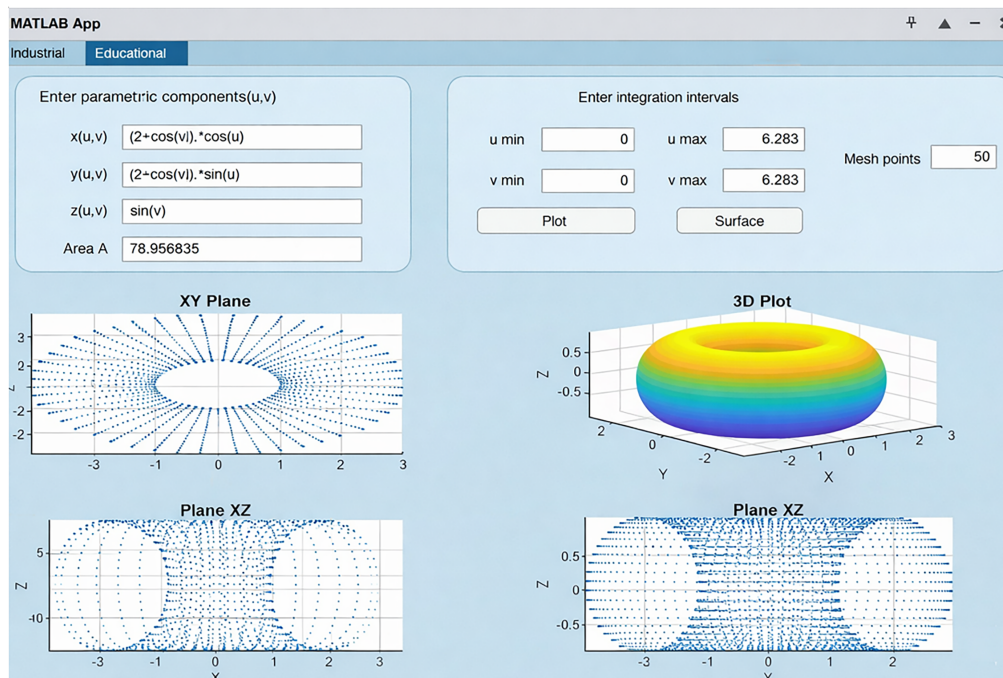 MATLAB App
Industrial Educational
Enter parametric components(u,v)
x(u,v) (2+cos(v)).*cos(u)
y(u,v) (2+cos(v)).*sin(u)
z(u,v) sin(v)
Area A 78.956835
Enter integration intervals
u min 0 u max 6.283
v min 0 v max 6.283
Mesh points 50
Plot Surface
XY Plane
3
2
-2
-2
-3 -1 0 1 2 3
3D Plot
Z
0.5
0
-0.5
2 0 -2
Y
-2 1 0 1 2 3
X
Plane XZ
Z
5
-10
-3 -1 0 1 2 3
X
Plane XZ
Z
0.5
0
-0.5
-3 -1 0 1 2